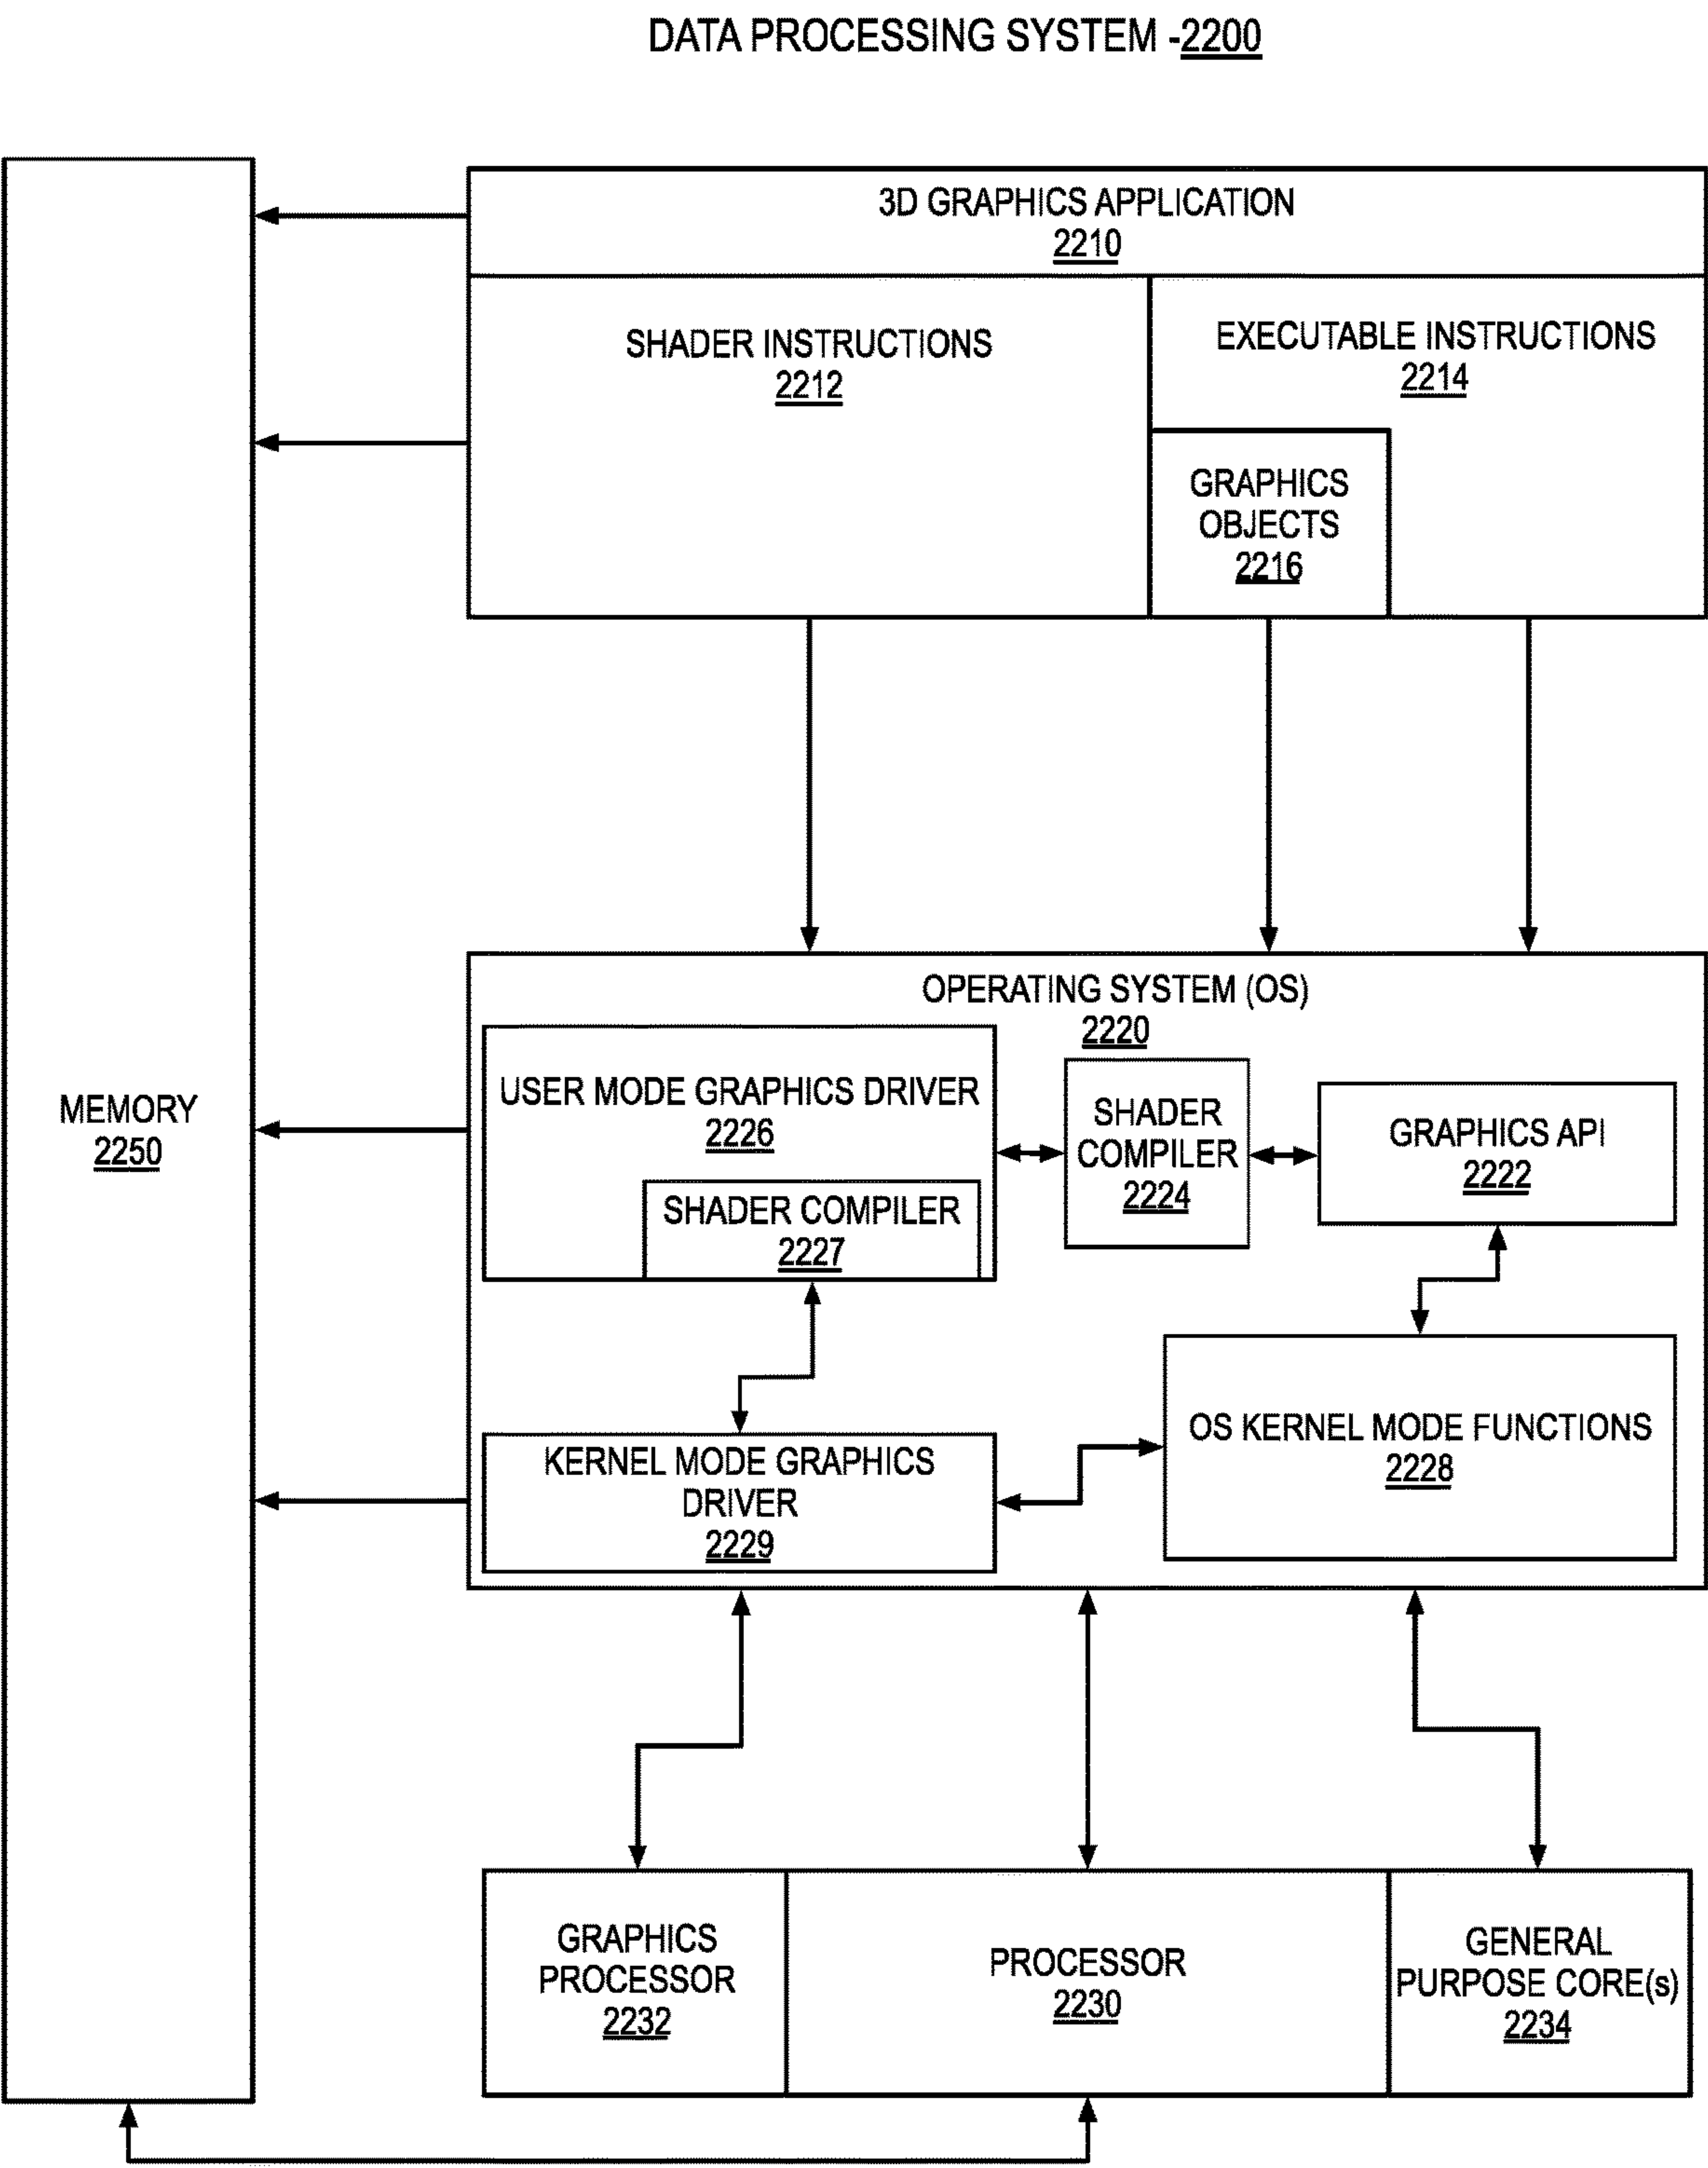 DATA PROCESSING SYSTEM -2200
3D GRAPHICS APPLICATION
2210
SHADER INSTRUCTIONS
2212
EXECUTABLE INSTRUCTIONS
2214
GRAPHICS
OBJECTS
2216
MEMORY
2250
OPERATING SYSTEM (OS)
2220
USER MODE GRAPHICS DRIVER
2226
SHADER COMPILER
2227
SHADER
COMPILER
2224
GRAPHICS API
2222
KERNEL MODE GRAPHICS
DRIVER
2229
OS KERNEL MODE FUNCTIONS
2228
GRAPHICS
PROCESSOR
2232
PROCESSOR
2230
GENERAL
PURPOSE CORE(s)
2234